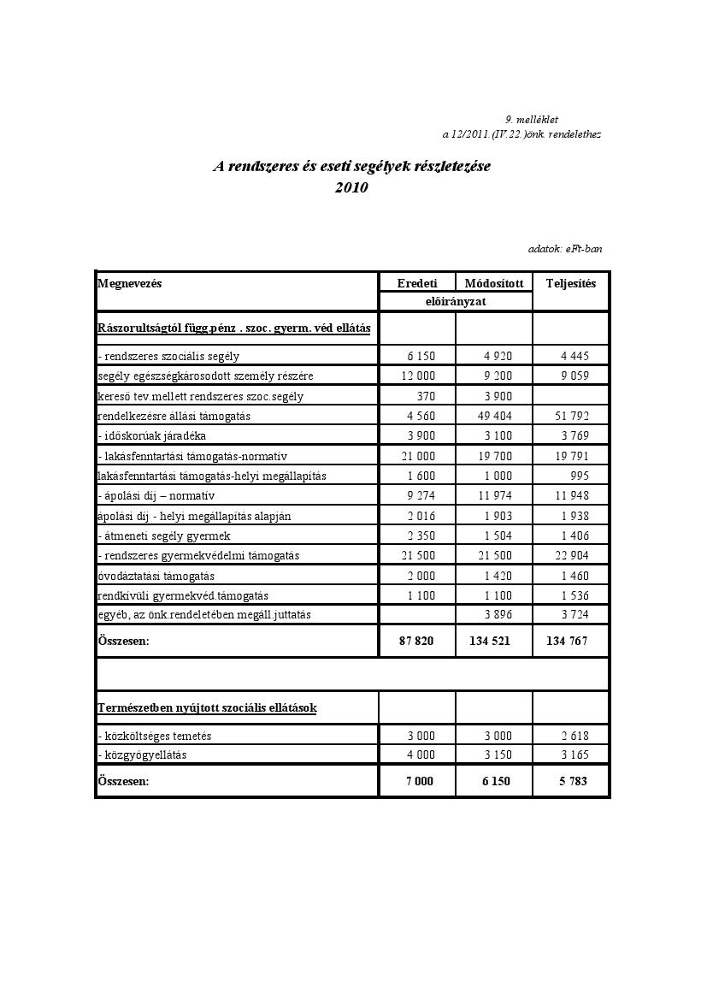 9. melléklet
a 12/2011.(IV.22.)önk. rendelethez
A rendszeres és eseti segélyek részletezése
2010
adatok: eFt-ban
Megnevezés Eredeti Módosított Teljesítés
előirányzat
Rászorultságtól függ.pénz . szoc. gyerm. véd ellátás
- rendszeres szociális segély 6 150 4 920 4 445
segély egészségkárosodott személy részére 12 000 9 200 9 059
kereső tev.mellett rendszeres szoc.segély 370 3 900
rendelkezésre állási támogatás 4 560 49 404 51 792
- időskorúak járadéka 3 900 3 100 3 769
- lakásfenntartási támogatás-normatív 21 000 19 700 19 791
lakásfenntartási támogatás-helyi megállapítás 1 600 1 000 995
- ápolási díj – normatív 9 274 11 974 11 948
ápolási díj - helyi megállapítás alapján 2 016 1 903 1 938
- átmeneti segély gyermek 2 350 1 504 1 406
- rendszeres gyermekvédelmi támogatás 21 500 21 500 22 904
óvodáztatási támogatás 2 000 1 420 1 460
rendkívüli gyermekvéd.támogatás 1 100 1 100 1 536
egyéb, az önk.rendeletében megáll.juttatás 3 896 3 724
Összesen: 87 820 134 521 134 767
Természetben nyújtott szociális ellátások
- közköltséges temetés 3 000 3 000 2 618
- közgyógyellátás 4 000 3 150 3 165
Összesen: 7 000 6 150 5 783